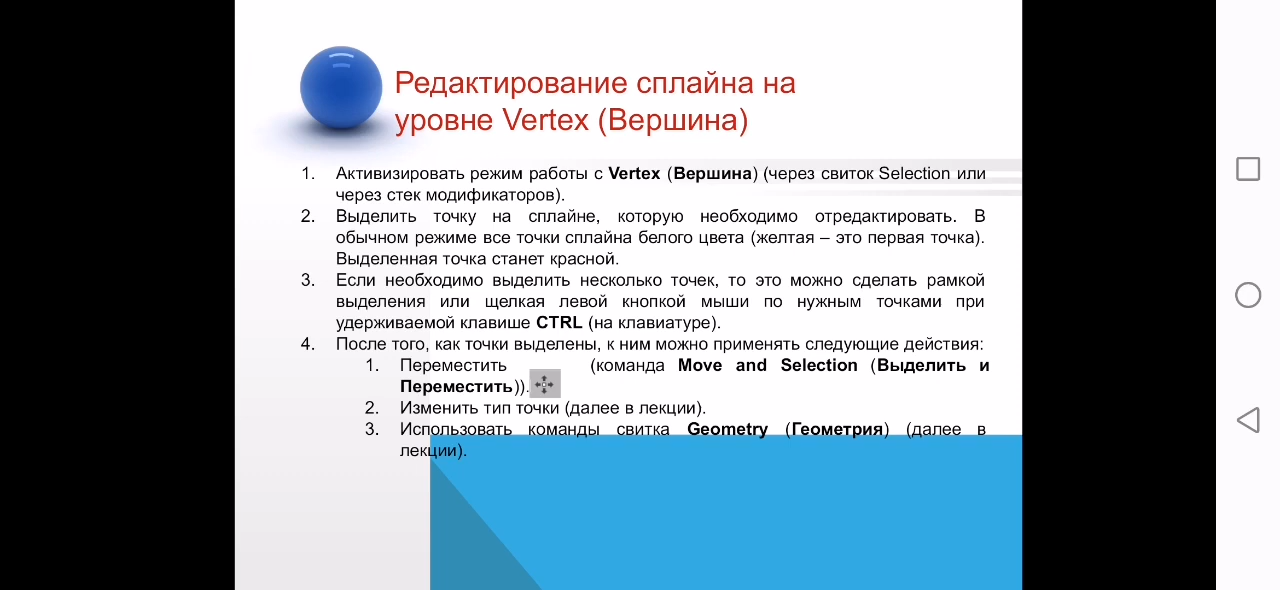 Редактирование сплайна на
уровне Vertex (Вершина)
1. Активизировать режим работы с Vertex (Вершина) (через свиток Selection или
через стек модификаторов).
2. Выделить точку на сплайне, которую необходимо отредактировать. В
обычном режиме все точки сплайна белого цвета (желтая – это первая точка).
Выделенная точка станет красной.
3. Если необходимо выделить несколько точек, то это можно сделать рамкой
выделения или щелкая левой кнопкой мыши по нужным точками при
удерживаемой клавише CTRL (на клавиатуре).
4. После того, как точки выделены, к ним можно применять следующие действия:
1. Переместить (команда Move and Selection (Выделить и
Переместить)).
2. Изменить тип точки (далее в лекции).
3. Использовать команды свитка Geometry (Геометрия) (далее в
лекции).